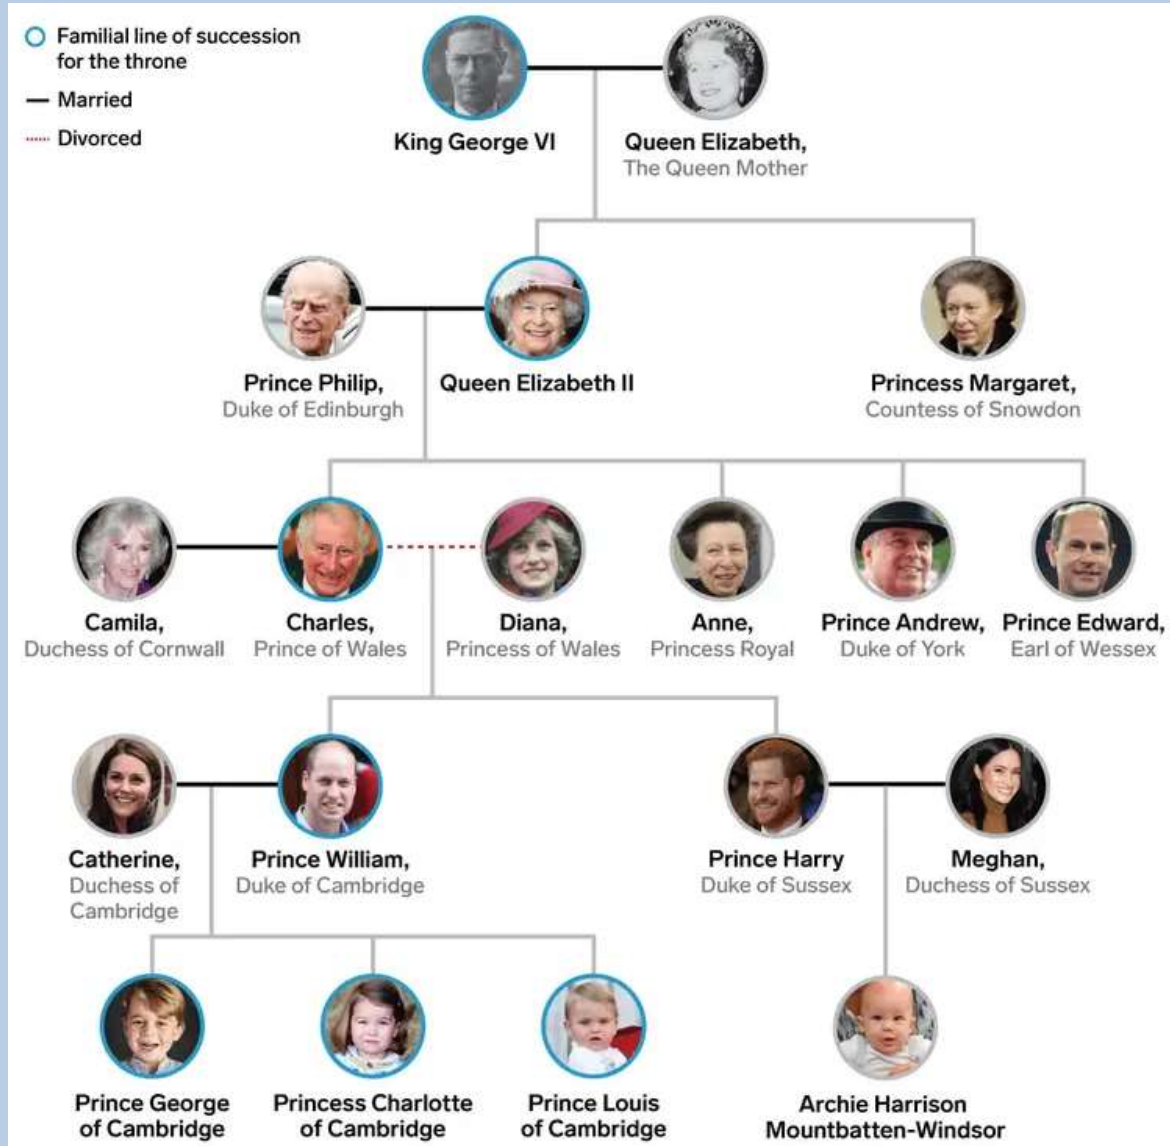 Familial line of succession
for the throne
Married
Divorced
King George VI
Queen Elizabeth,
The Queen Mother
Prince Philip,
Duke of Edinburgh
Queen Elizabeth II
Princess Margaret,
Countess of Snowdon
Camila,
Duchess of Cornwall
Charles,
Prince of Wales
Diana,
Princess of Wales
Anne,
Princess Royal
Prince Andrew,
Duke of York
Prince Edward,
Earl of Wessex
Catherine,
Duchess of
Cambridge
Prince William,
Duke of Cambridge
Prince Harry
Duke of Sussex
Meghan,
Duchess of Sussex
Prince George
of Cambridge
Princess Charlotte
of Cambridge
Prince Louis
of Cambridge
Archie Harrison
Mountbatten-Windsor